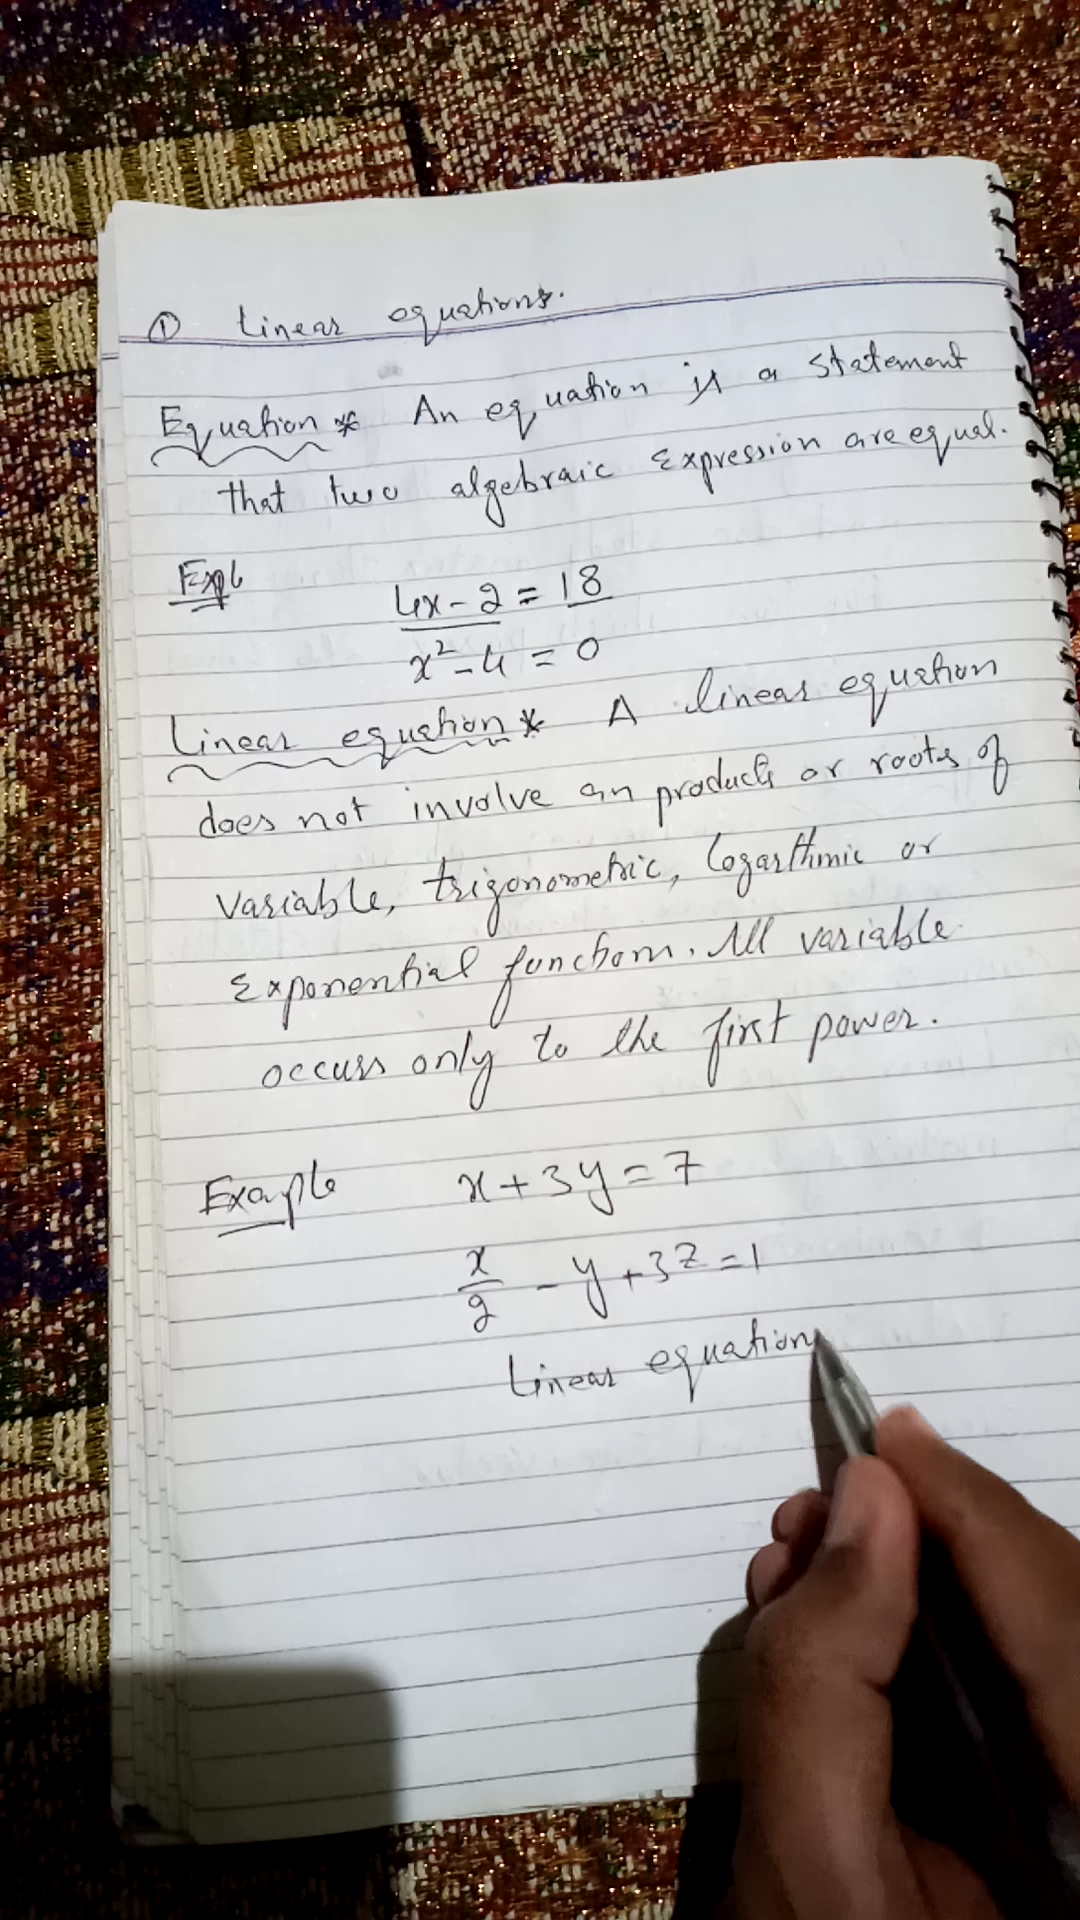 ① Linear equations.
Equation * An equation is a statement
that two algebraic Expression are equal.
Expl
4x - 2 = 18
x² - 4 = 0
Linear equation * A linear equation
does not involve an products or roots of
variable, trigonometric, logarthmic or
Exponential function. All variable
occurs only to the first power.
Example x + 3y = 7
x/2 - y + 3z = 1
Linear equation